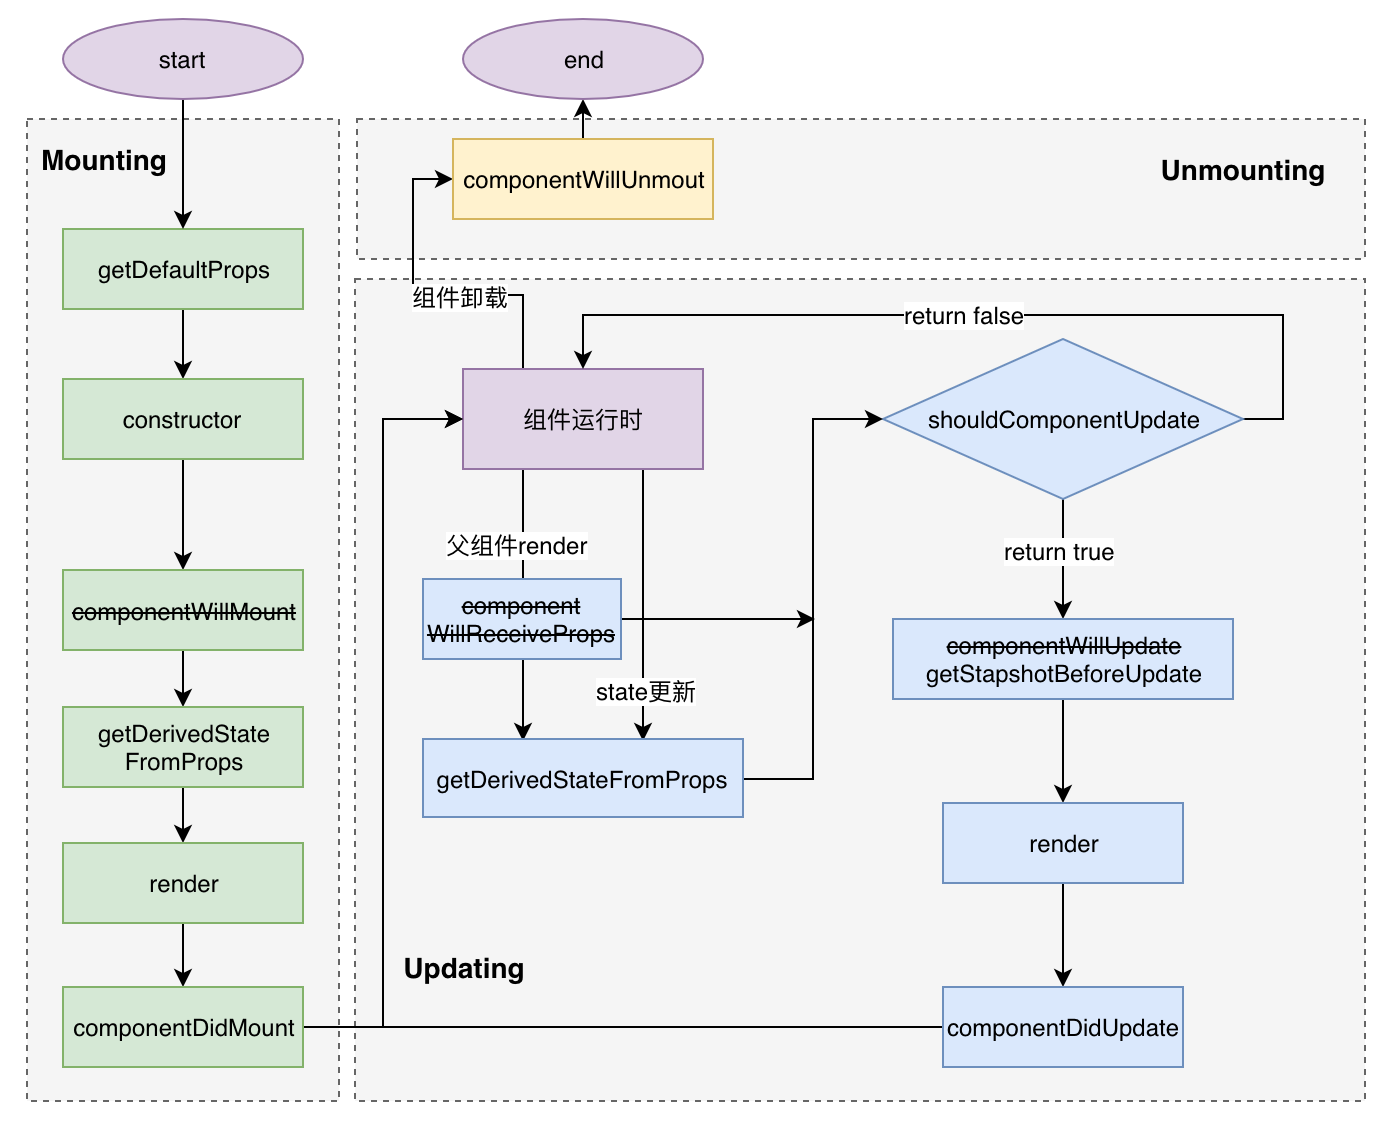 start
end
Mounting
getDefaultProps
constructor
componentWillMount
getDerivedState
FromProps
render
componentDidMount
Unmounting
componentWillUnmout
组件卸载
return false
组件运行时
shouldComponentUpdate
父组件render
return true
component
WillReceiveProps
state更新
getDerivedStateFromProps
componentWillUpdate
getStapshotBeforeUpdate
render
Updating
componentDidUpdate